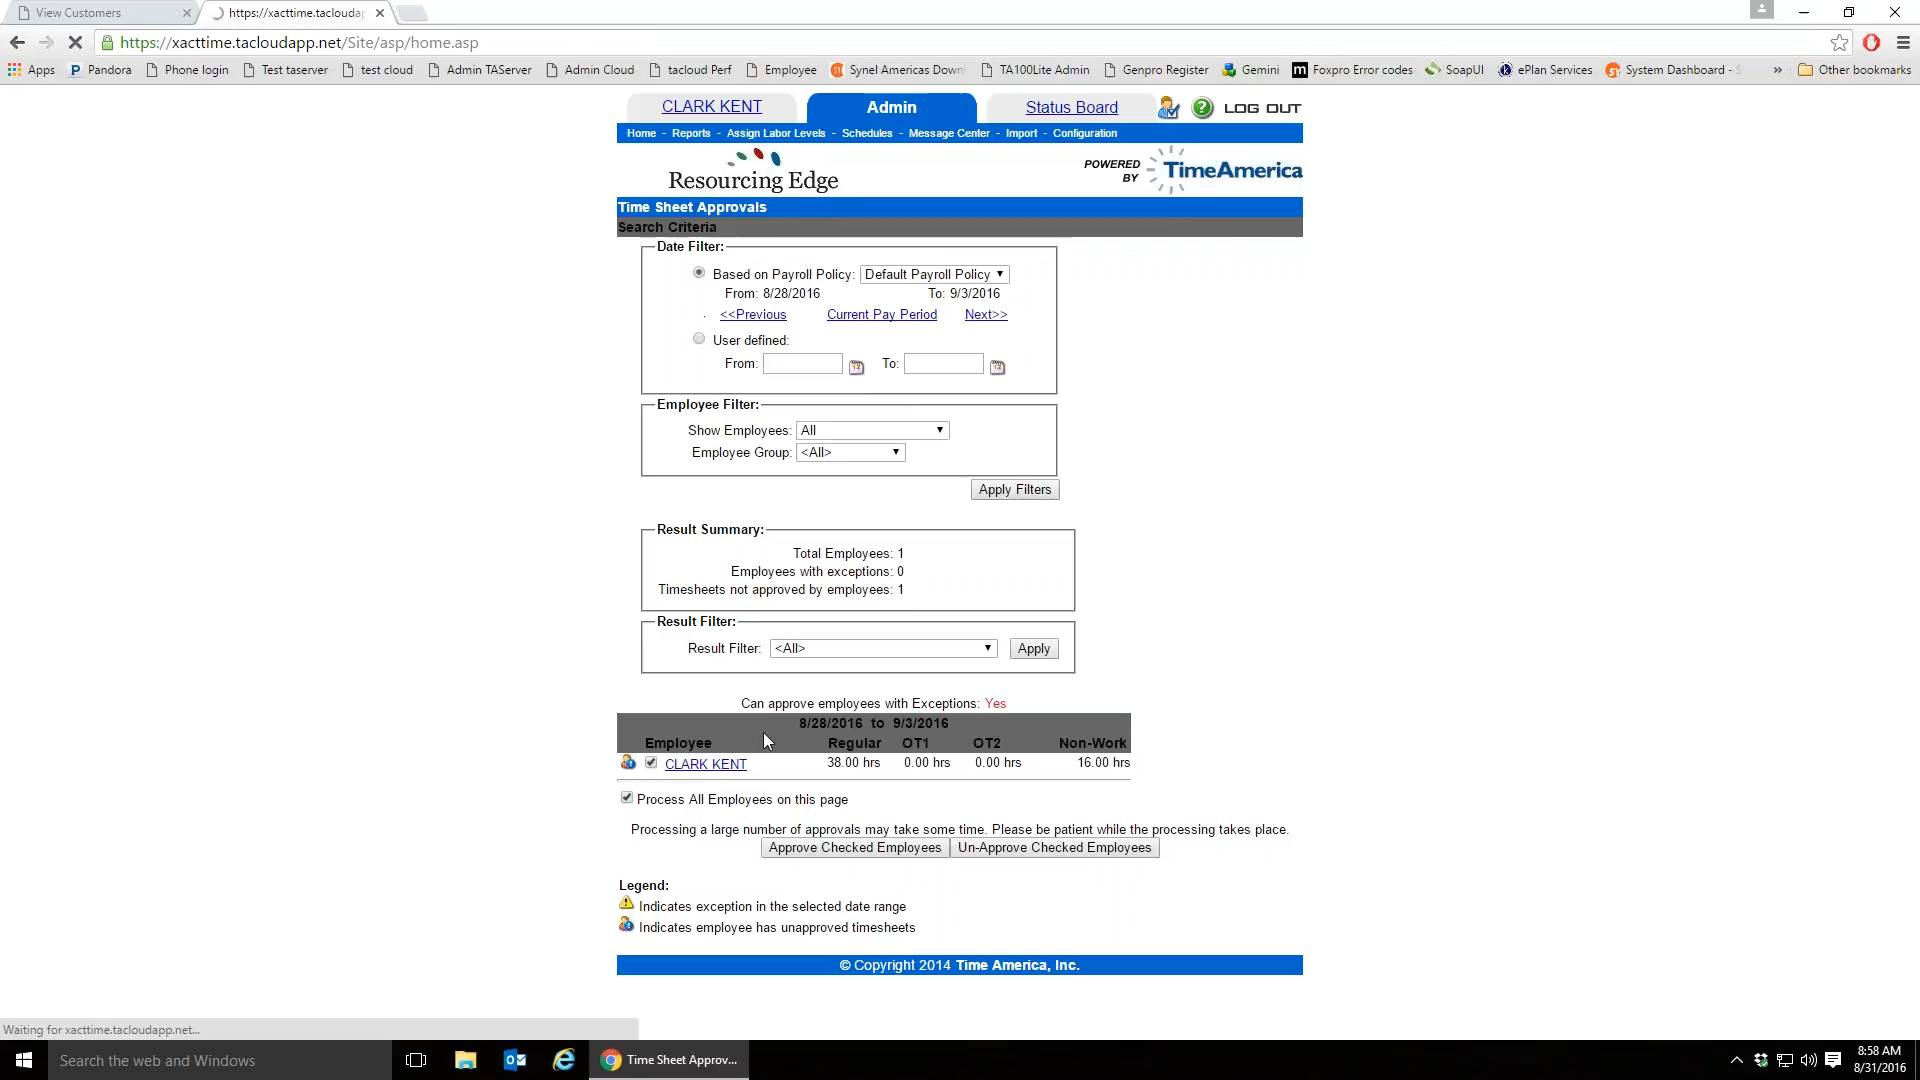 View Customers
https://xacttime.tacloudap
https://xacttime.tacloudapp.net/Site/asp/home.asp
Apps Pandora Phone login Test taserver test cloud Admin TAServer Admin Cloud tacloud Perf Employee Synel Americas Down TA100Lite Admin Genpro Register Gemini Foxpro Error codes SoapUI ePlan Services System Dashboard - S » Other bookmarks
CLARK KENT Admin Status Board LOG OUT
Home - Reports - Assign Labor Levels - Schedules - Message Center - Import - Configuration
Resourcing Edge
POWERED BY TimeAmerica
Time Sheet Approvals
Search Criteria
Date Filter:
Based on Payroll Policy: Default Payroll Policy
From: 8/28/2016 To: 9/3/2016
<<Previous Current Pay Period Next>>
User defined:
From: To:
Employee Filter:
Show Employees: All
Employee Group: <All>
Apply Filters
Result Summary:
Total Employees: 1
Employees with exceptions: 0
Timesheets not approved by employees: 1
Result Filter:
Result Filter: <All> Apply
Can approve employees with Exceptions: Yes
8/28/2016 to 9/3/2016
Employee Regular OT1 OT2 Non-Work
CLARK KENT 38.00 hrs 0.00 hrs 0.00 hrs 16.00 hrs
Process All Employees on this page
Processing a large number of approvals may take some time. Please be patient while the processing takes place.
Approve Checked Employees Un-Approve Checked Employees
Legend:
Indicates exception in the selected date range
Indicates employee has unapproved timesheets
© Copyright 2014 Time America, Inc.
Waiting for xacttime.tacloudapp.net...
Search the web and Windows
Time Sheet Approv...
8:58 AM
8/31/2016